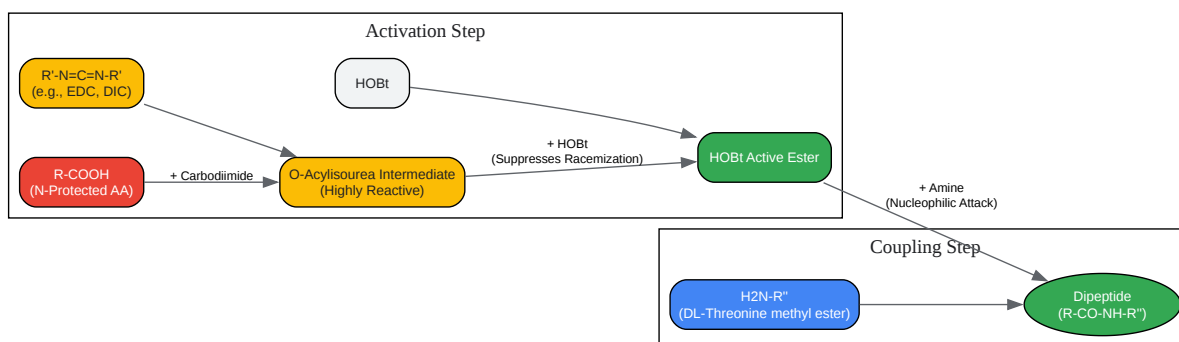 Activation Step
R'-N=C=N-R'
(e.g., EDC, DIC)
HOBt
R-COOH
(N-Protected AA)
+ Carbodiimide
O-Acylisourea Intermediate
(Highly Reactive)
+ HOBt
(Suppresses Racemization)
HOBt Active Ester
+ Amine
(Nucleophilic Attack)
Coupling Step
H2N-R''
(DL-Threonine methyl ester)
Dipeptide
(R-CO-NH-R'')